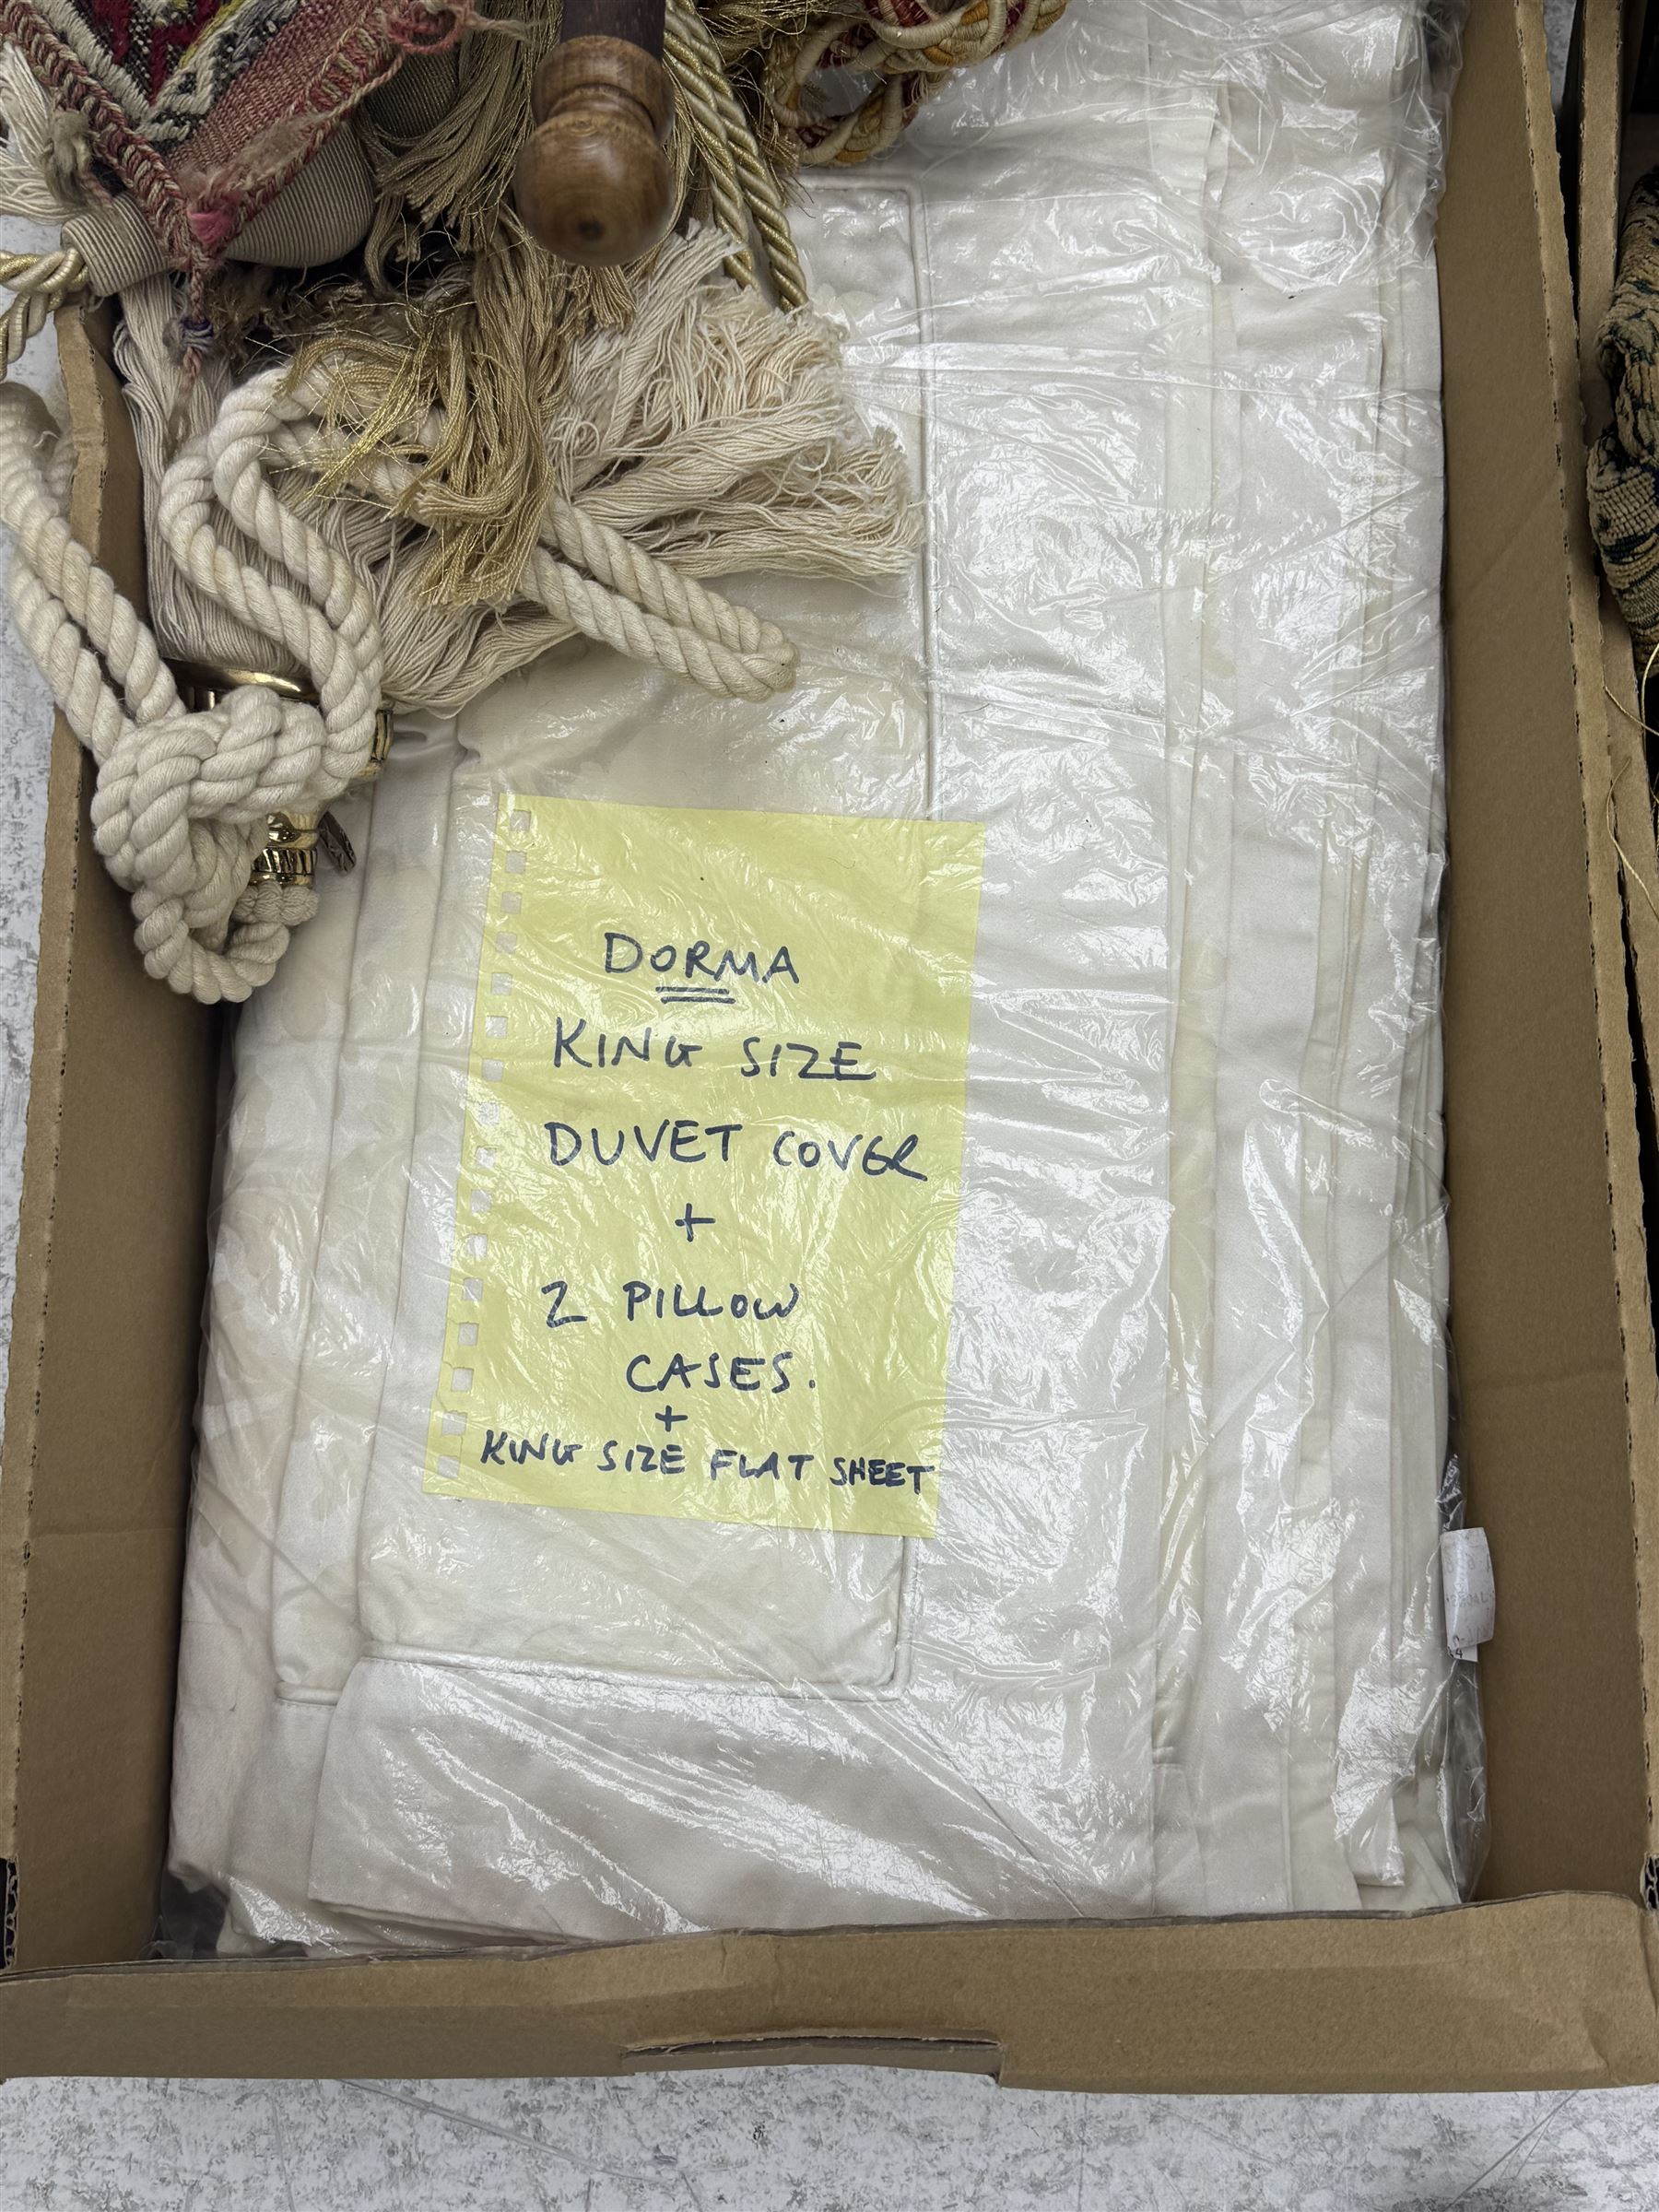 DORMA
KING SIZE
DUVET COVER
+
2 PILLOW
CASES.
+
KING SIZE FLAT SHEET